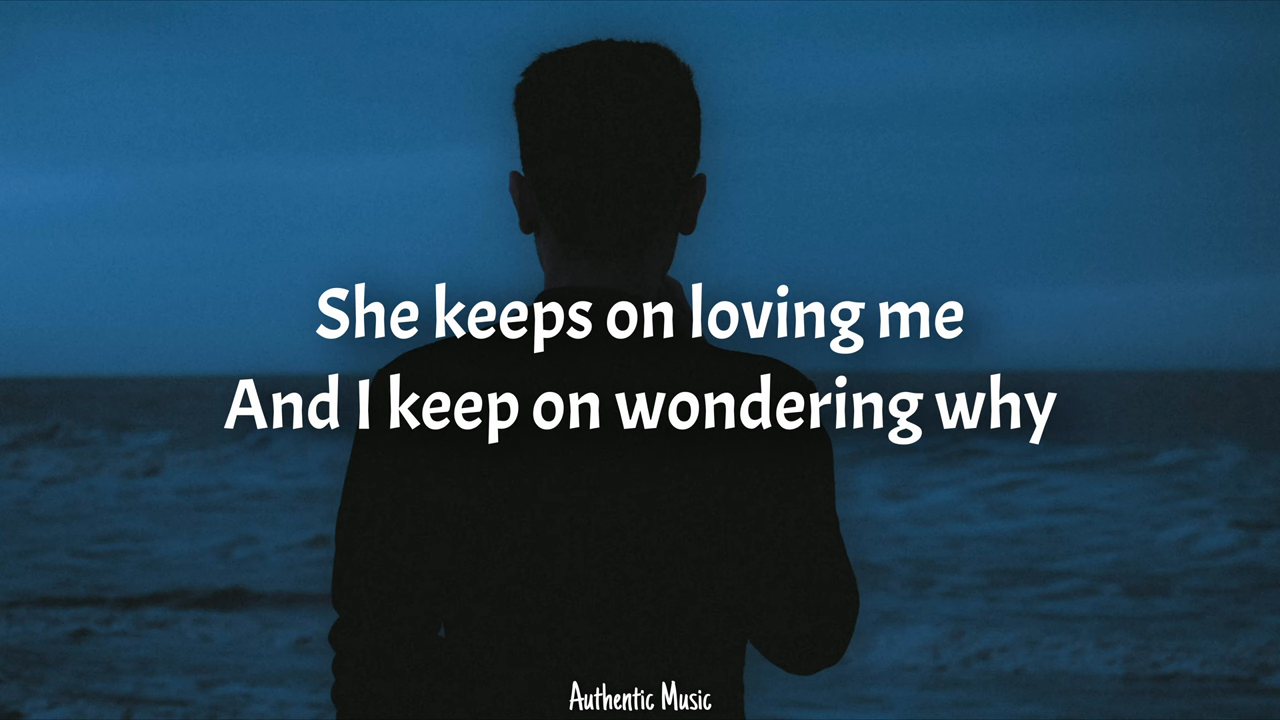 She keeps on loving me
And I keep on wondering why
Authentic Music